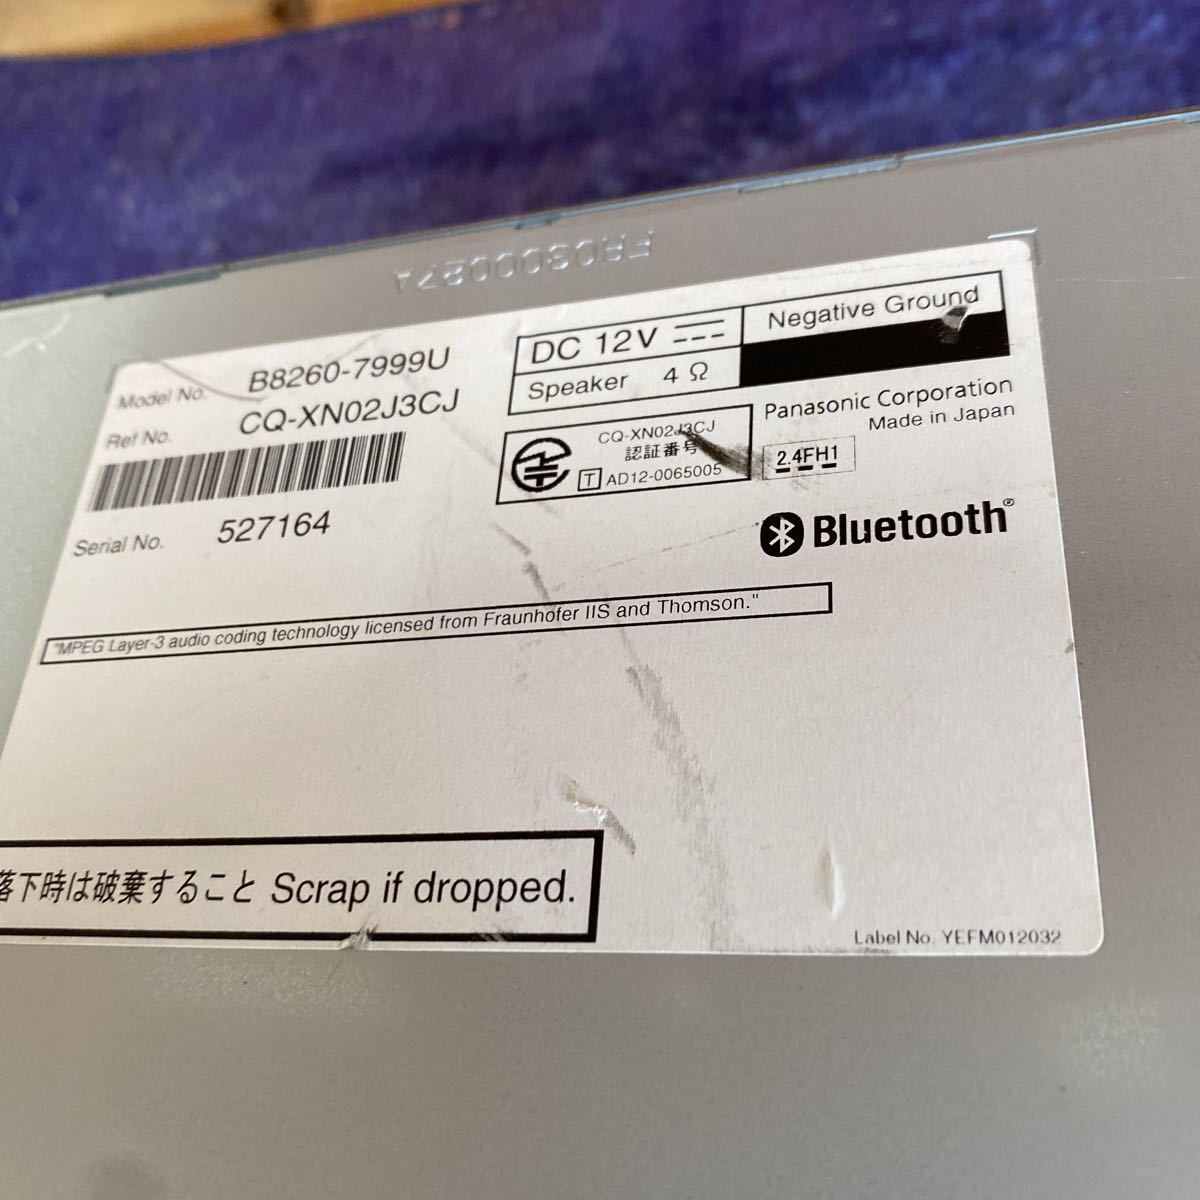 FR0S00087A
Model No. B8260-7999U
Ref No. CQ-XN02J3CJ
Serial No. 527164
DC 12V
Speaker 4 Ω
Negative Ground
CQ-XN02J3CJ
認証番号
T AD12-0065005
Panasonic Corporation
Made in Japan
2.4FH1
Bluetooth®
"MPEG Layer-3 audio coding technology licensed from Fraunhofer IIS and Thomson."
落下時は破棄すること Scrap if dropped.
Label No. YEFM012032